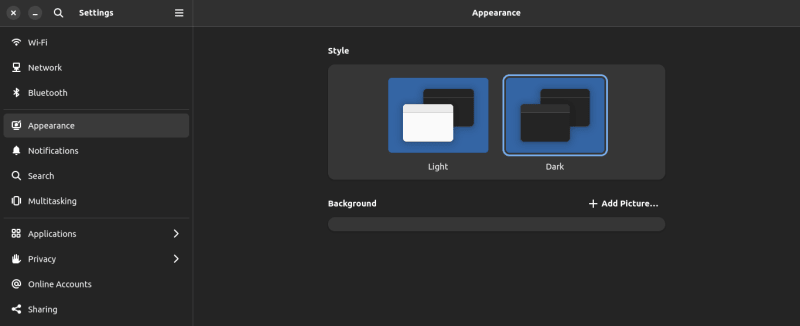 Settings
Appearance
Wi-Fi
Network
Bluetooth
Appearance
Notifications
Search
Multitasking
Applications
Privacy
Online Accounts
Sharing
Style
Light
Dark
Background
Add Picture...